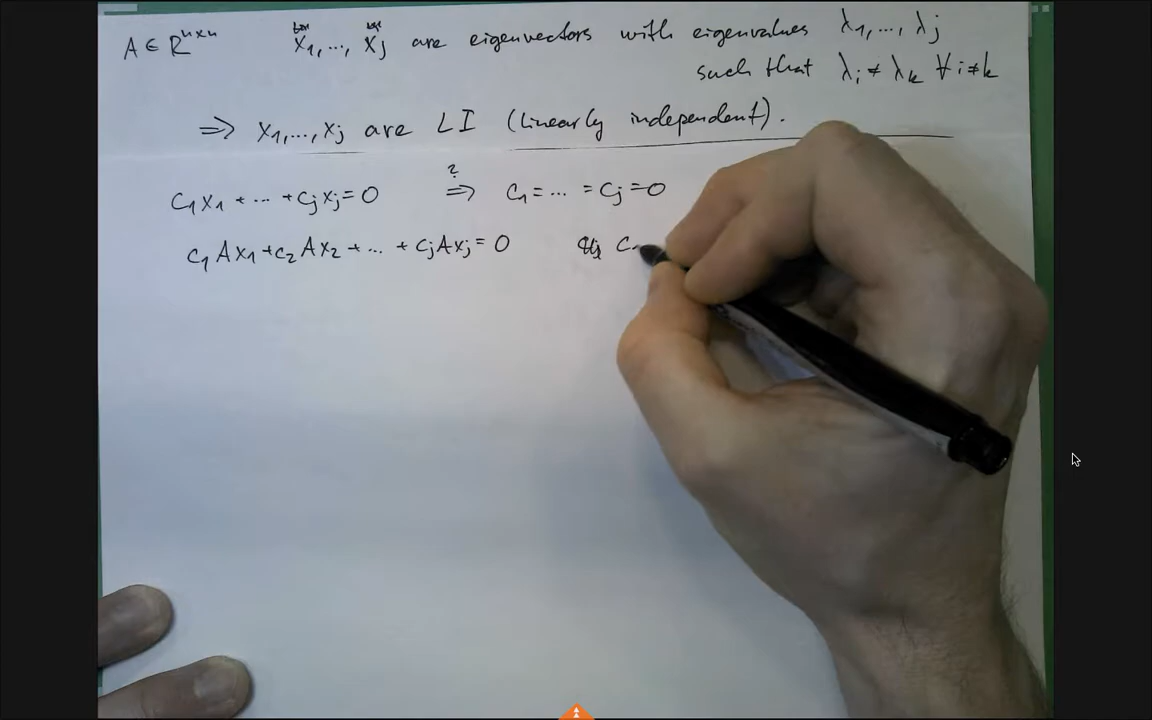 A ∈ ℝⁿˣⁿ x₁,..., xⱼ are eigenvectors with eigenvalues λ₁,..., λⱼ
such that λᵢ ≠ λₖ ∀ i≠k
⇒ x₁,...,xⱼ are LI (linearly independent).
c₁x₁ + ... + cⱼxⱼ = 0 ?⇒ c₁ = ... = cⱼ = 0
c₁Ax₁ + c₂Ax₂ + ... + cⱼAxⱼ = 0